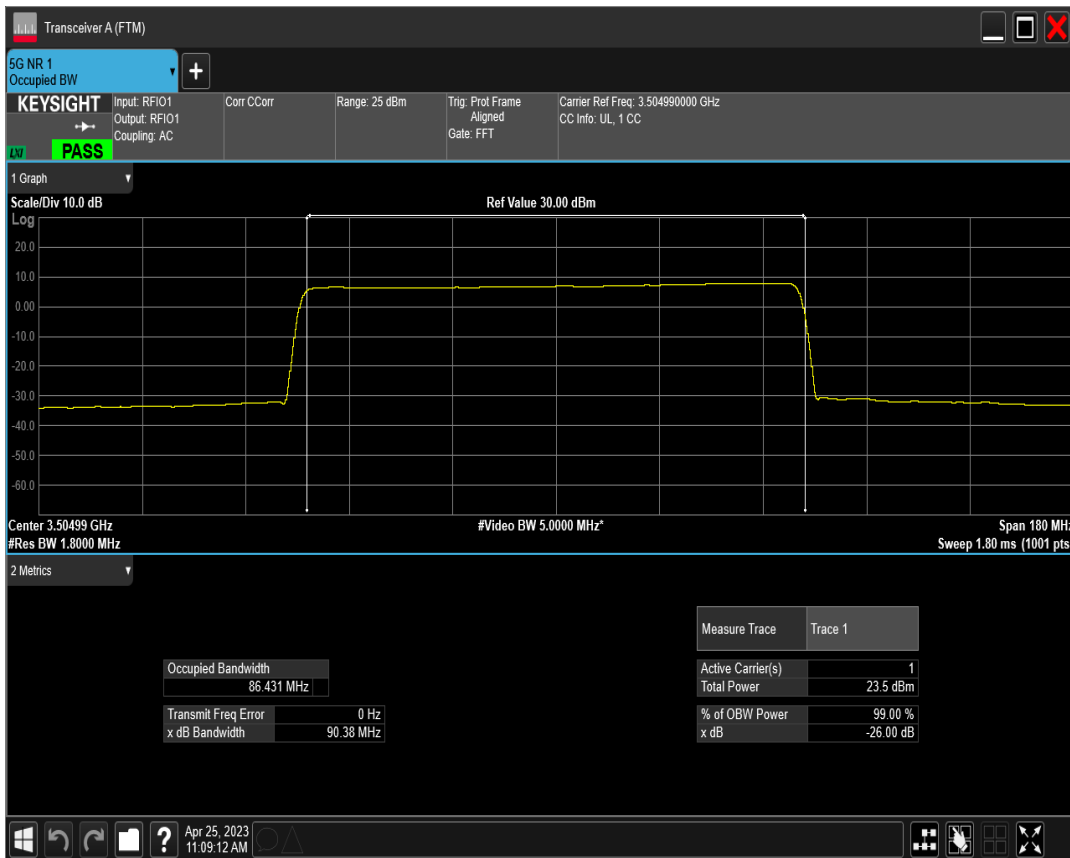 Transceiver A (FTM)
5G NR 1
Occupied BW
+
KEYSIGHT
LXI
PASS
Input: RFIO1
Output: RFIO1
Coupling: AC
Corr CCorr
Range: 25 dBm
Trig: Prot Frame
Aligned
Gate: FFT
Carrier Ref Freq: 3.504990000 GHz
CC Info: UL, 1 CC
1 Graph
Scale/Div 10.0 dB
Ref Value 30.00 dBm
Log
20.0
10.0
0.00
-10.0
-20.0
-30.0
-40.0
-50.0
-60.0
Center 3.50499 GHz
#Video BW 5.0000 MHz*
Span 180 MHz
#Res BW 1.8000 MHz
Sweep 1.80 ms (1001 pts
2 Metrics
Measure Trace Trace 1
Occupied Bandwidth
86.431 MHz
Active Carrier(s) 1
Total Power 23.5 dBm
Transmit Freq Error 0 Hz
x dB Bandwidth 90.38 MHz
% of OBW Power 99.00 %
x dB -26.00 dB
?
Apr 25, 2023
11:09:12 AM